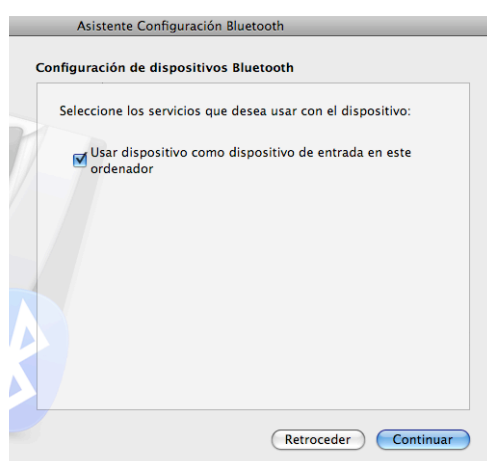 Asistente Configuración Bluetooth
Configuración de dispositivos Bluetooth
Seleccione los servicios que desea usar con el dispositivo:
Usar dispositivo como dispositivo de entrada en este
ordenador
Retroceder
Continuar